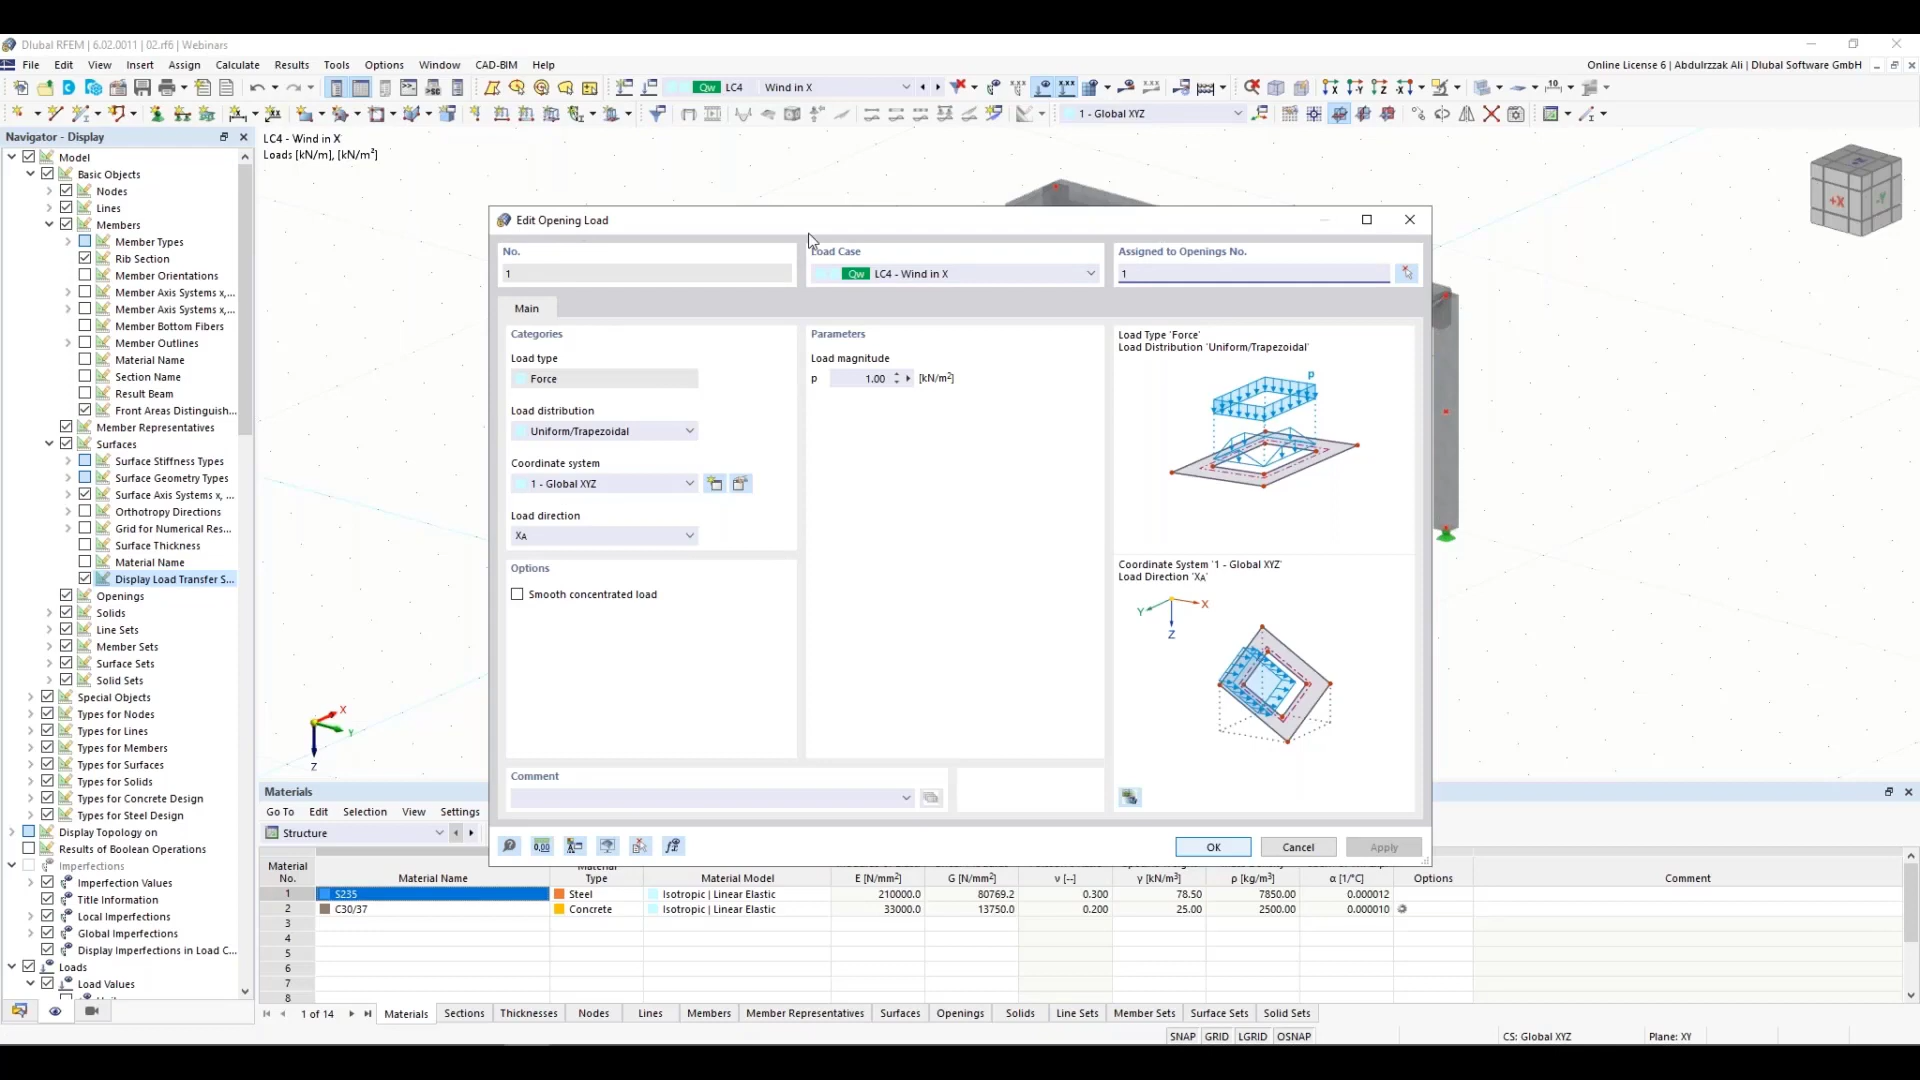 Dlubal RFEM | 6.02.0011 | 02.rf6 | Webinars
File Edit View Insert Assign Calculate Results Tools Options Window CAD-BIM Help
Online License 6 | Abdulrzzak Ali | Dlubal Software GmbH
Qw LC4 Wind in X
1 - Global XYZ
Navigator - Display
Model
Basic Objects
Nodes
Lines
Members
Member Types
Rib Section
Member Orientations
Member Axis Systems x,...
Member Axis Systems x,...
Member Bottom Fibers
Member Outlines
Material Name
Section Name
Result Beam
Front Areas Distinguish...
Member Representatives
Surfaces
Surface Stiffness Types
Surface Geometry Types
Surface Axis Systems x, ...
Orthotropy Directions
Grid for Numerical Res...
Surface Thickness
Material Name
Display Load Transfer S...
Openings
Solids
Line Sets
Member Sets
Surface Sets
Solid Sets
Special Objects
Types for Nodes
Types for Lines
Types for Members
Types for Surfaces
Types for Solids
Types for Concrete Design
Types for Steel Design
Display Topology on
Results of Boolean Operations
Imperfections
Imperfection Values
Title Information
Local Imperfections
Global Imperfections
Display Imperfections in Load C...
Loads
Load Values
LC4 - Wind in X
Loads [kN/m], [kN/m²]
+X -Y
X
Y
Z
Edit Opening Load
No.
1
Load Case
Qw LC4 - Wind in X
Assigned to Openings No.
1
Main
Categories
Load type
Force
Load distribution
Uniform/Trapezoidal
Coordinate system
1 - Global XYZ
Load direction
XA
Options
Smooth concentrated load
Parameters
Load magnitude
p 1.00 [kN/m²]
Load Type 'Force'
Load Distribution 'Uniform/Trapezoidal'
p
Coordinate System '1 - Global XYZ'
Load Direction 'XA'
Y X
Z
Comment
0,00
OK Cancel Apply
Materials
Go To Edit Selection View Settings
Structure
Material No. Material Name Material Type Material Model E [N/mm²] G [N/mm²] ν [--] γ [kN/m³] ρ [kg/m³] α [1/°C] Options Comment
1 S235 Steel Isotropic | Linear Elastic 210000.0 80769.2 0.300 78.50 7850.00 0.000012
2 C30/37 Concrete Isotropic | Linear Elastic 33000.0 13750.0 0.200 25.00 2500.00 0.000010
3
4
5
6
7
8
1 of 14 Materials Sections Thicknesses Nodes Lines Members Member Representatives Surfaces Openings Solids Line Sets Member Sets Surface Sets Solid Sets
SNAP GRID LGRID OSNAP CS: Global XYZ Plane: XY